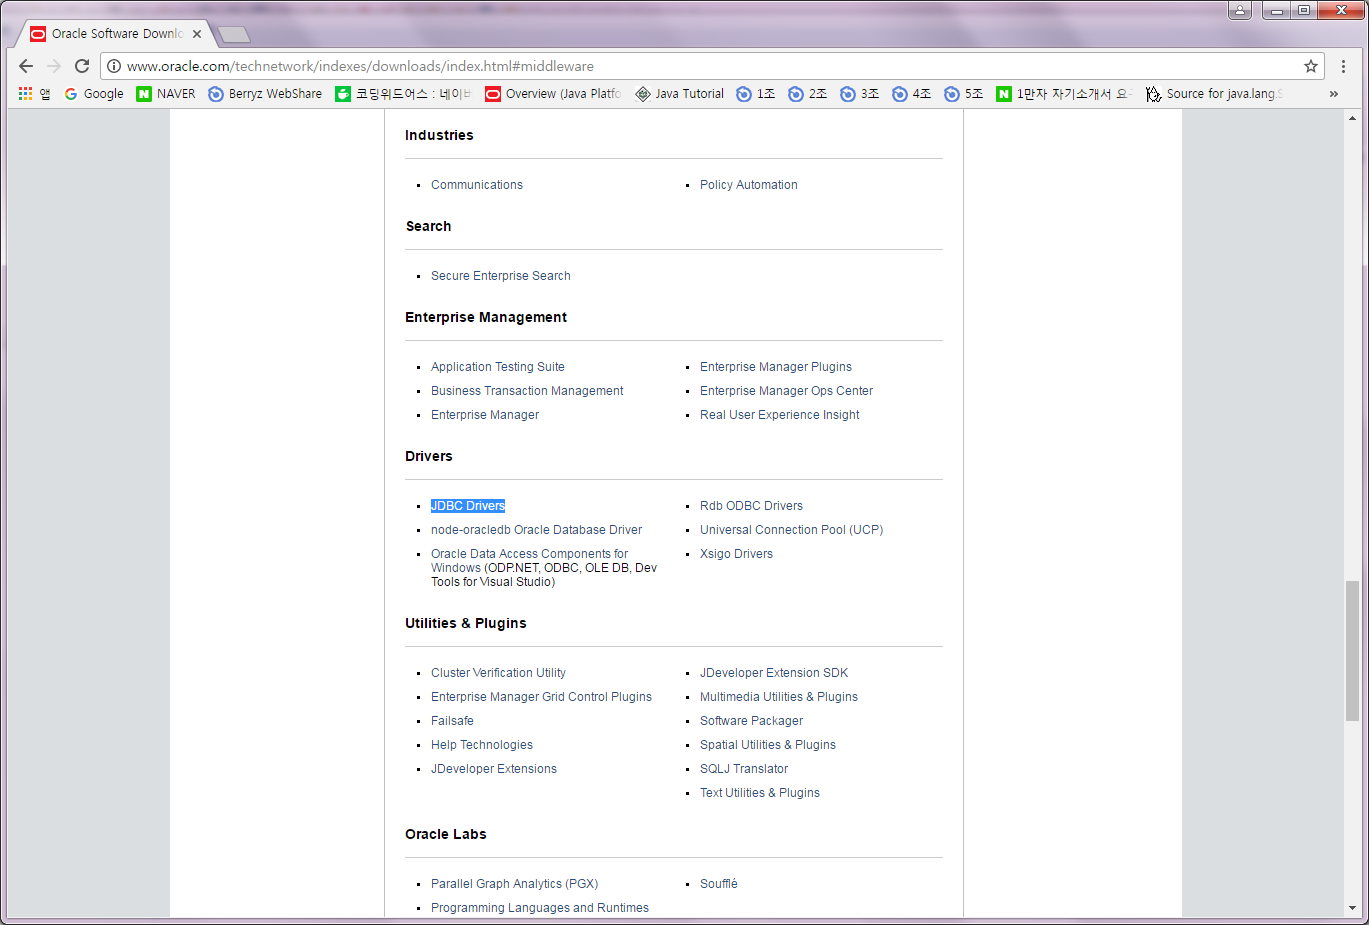 Oracle Software Downlo
www.oracle.com/technetwork/indexes/downloads/index.html#middleware
앱 Google NAVER Berryz WebShare 코딩위드어스 : 네이버 Overview (Java Platfo Java Tutorial 1조 2조 3조 4조 5조 1만자 자기소개서 요 Source for java.lang.S »
Industries
Communications
Policy Automation
Search
Secure Enterprise Search
Enterprise Management
Application Testing Suite
Business Transaction Management
Enterprise Manager
Enterprise Manager Plugins
Enterprise Manager Ops Center
Real User Experience Insight
Drivers
JDBC Drivers
node-oracledb Oracle Database Driver
Oracle Data Access Components for
Windows (ODP.NET, ODBC, OLE DB, Dev
Tools for Visual Studio)
Rdb ODBC Drivers
Universal Connection Pool (UCP)
Xsigo Drivers
Utilities & Plugins
Cluster Verification Utility
Enterprise Manager Grid Control Plugins
Failsafe
Help Technologies
JDeveloper Extensions
JDeveloper Extension SDK
Multimedia Utilities & Plugins
Software Packager
Spatial Utilities & Plugins
SQLJ Translator
Text Utilities & Plugins
Oracle Labs
Parallel Graph Analytics (PGX)
Programming Languages and Runtimes
Soufflé